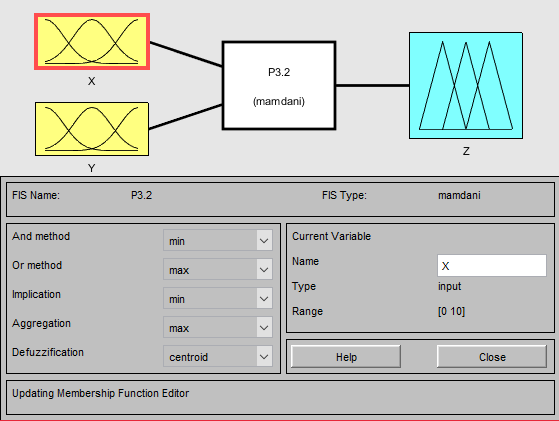 X
Y
P3.2
(mamdani)
Z
FIS Name: P3.2 FIS Type: mamdani
And method min
Or method max
Implication min
Aggregation max
Defuzzification centroid
Current Variable
Name X
Type input
Range [0 10]
Help Close
Updating Membership Function Editor